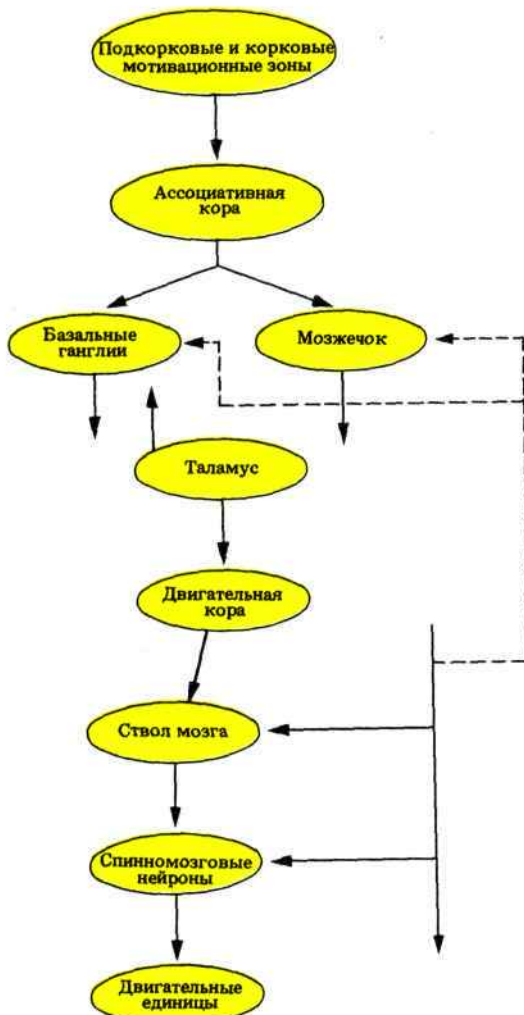 Подкорковые и корковые
мотивационные зоны
Ассоциативная
кора
Базальные
ганглии
Мозжечок
Таламус
Двигательная
кора
Ствол мозга
Спинномозговые
нейроны
Двигательные
единицы